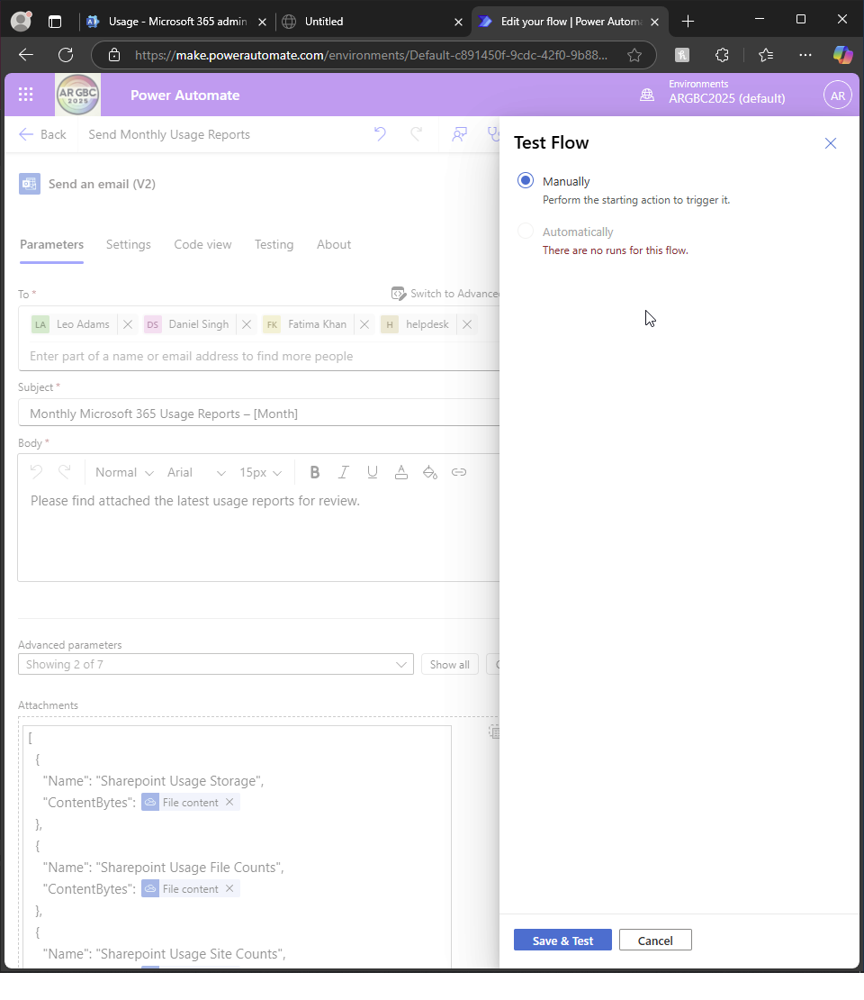 Usage - Microsoft 365 admin
Untitled
Edit your flow | Power Automa
https://make.powerautomate.com/environments/Default-c891450f-9cdc-42f0-9b88...
AR GBC
2025
Power Automate
Environments
ARGBC2025 (default)
AR
Back
Send Monthly Usage Reports
Send an email (V2)
Parameters
Settings
Code view
Testing
About
To *
Switch to Advance
LA Leo Adams
DS Daniel Singh
FK Fatima Khan
H helpdesk
Enter part of a name or email address to find more people
Subject *
Monthly Microsoft 365 Usage Reports – [Month]
Body *
Normal
Arial
15px
B I U A
Please find attached the latest usage reports for review.
Advanced parameters
Showing 2 of 7
Show all
Attachments
[
{
"Name": "Sharepoint Usage Storage",
"ContentBytes": File content
},
{
"Name": "Sharepoint Usage File Counts",
"ContentBytes": File content
},
{
"Name": "Sharepoint Usage Site Counts",
Test Flow
Manually
Perform the starting action to trigger it.
Automatically
There are no runs for this flow.
Save & Test
Cancel